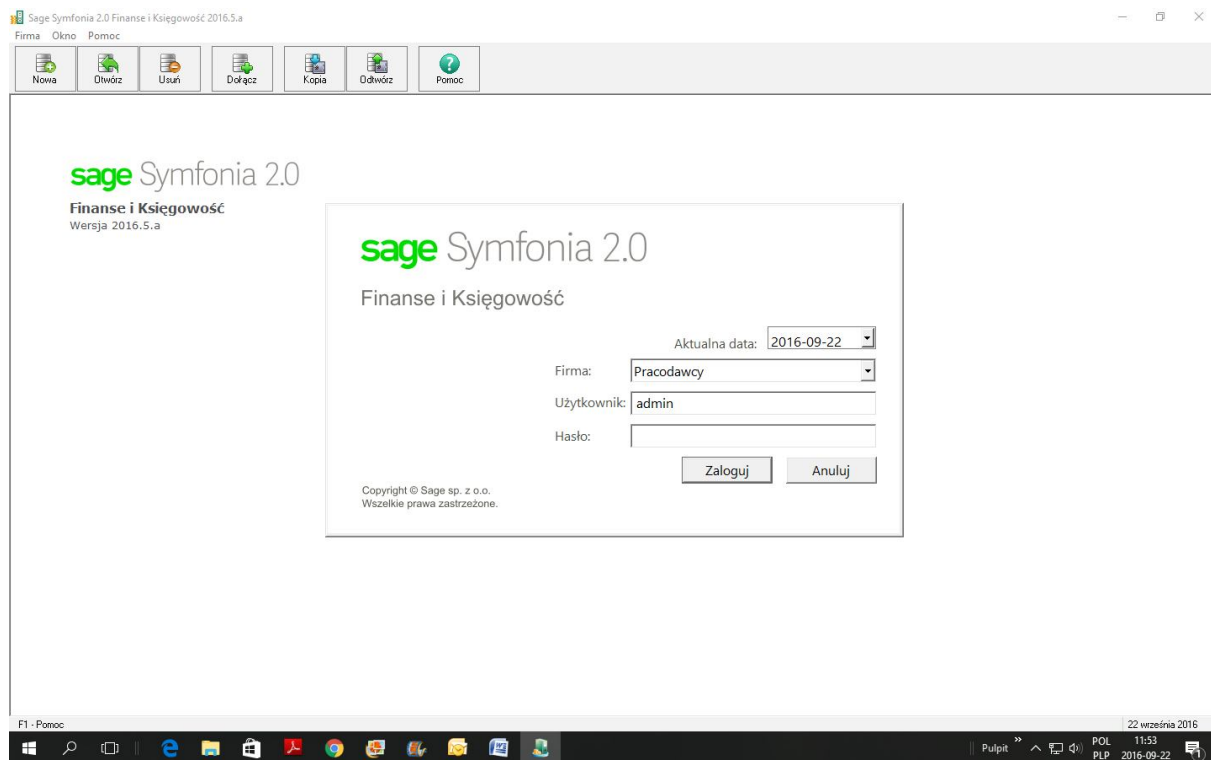 Sage Symfonia 2.0 Finanse i Księgowość 2016.5.a
Firma Okno Pomoc
Nowa Otwórz Usuń Dołącz Kopia Odtwórz Pomoc
sage Symfonia 2.0
Finanse i Księgowość
Wersja 2016.5.a
sage Symfonia 2.0
Finanse i Księgowość
Aktualna data: 2016-09-22
Firma: Pracodawcy
Użytkownik: admin
Hasło:
Zaloguj Anuluj
Copyright © Sage sp. z o.o.
Wszelkie prawa zastrzeżone.
F1 - Pomoc
22 września 2016
Pulpit
POL
11:53
PLP
2016-09-22